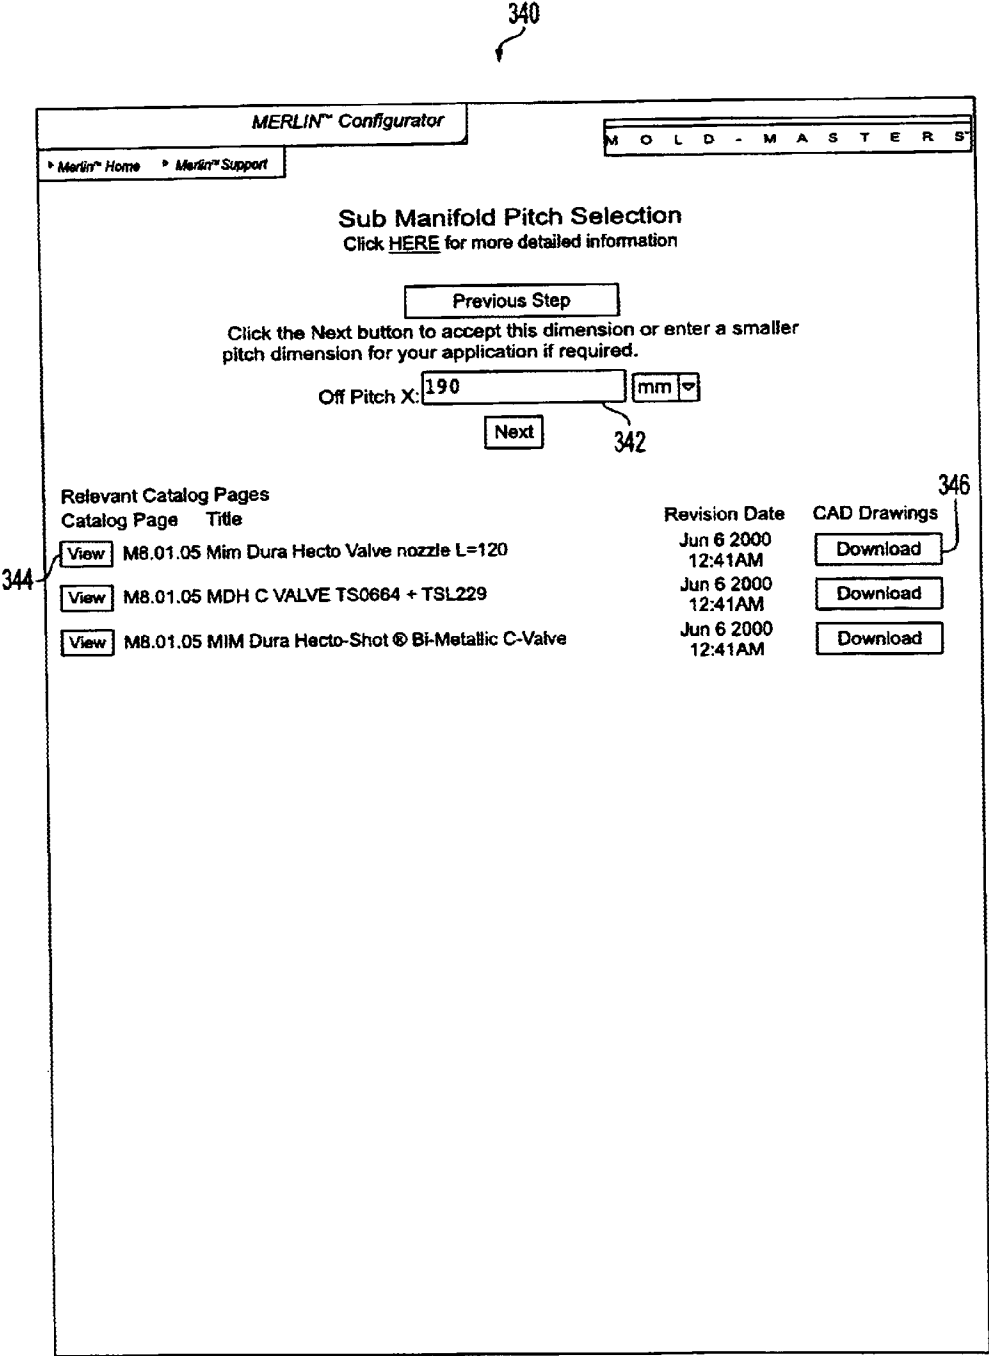 340
MERLIN™ Configurator
MOLD-MASTERS
Merlin™ Home Merlin™ Support
Sub Manifold Pitch Selection
Click HERE for more detailed information
Previous Step
Click the Next button to accept this dimension or enter a smaller
pitch dimension for your application if required.
Off Pitch X: 190 mm
Next
342
346
Relevant Catalog Pages
Catalog Page Title Revision Date CAD Drawings
View M8.01.05 Mim Dura Hecto Valve nozzle L=120 Jun 6 2000 Download
12:41AM
344
View M8.01.05 MDH C VALVE TS0664 + TSL229 Jun 6 2000 Download
12:41AM
View M8.01.05 MIM Dura Hecto-Shot ® Bi-Metallic C-Valve Jun 6 2000 Download
12:41AM